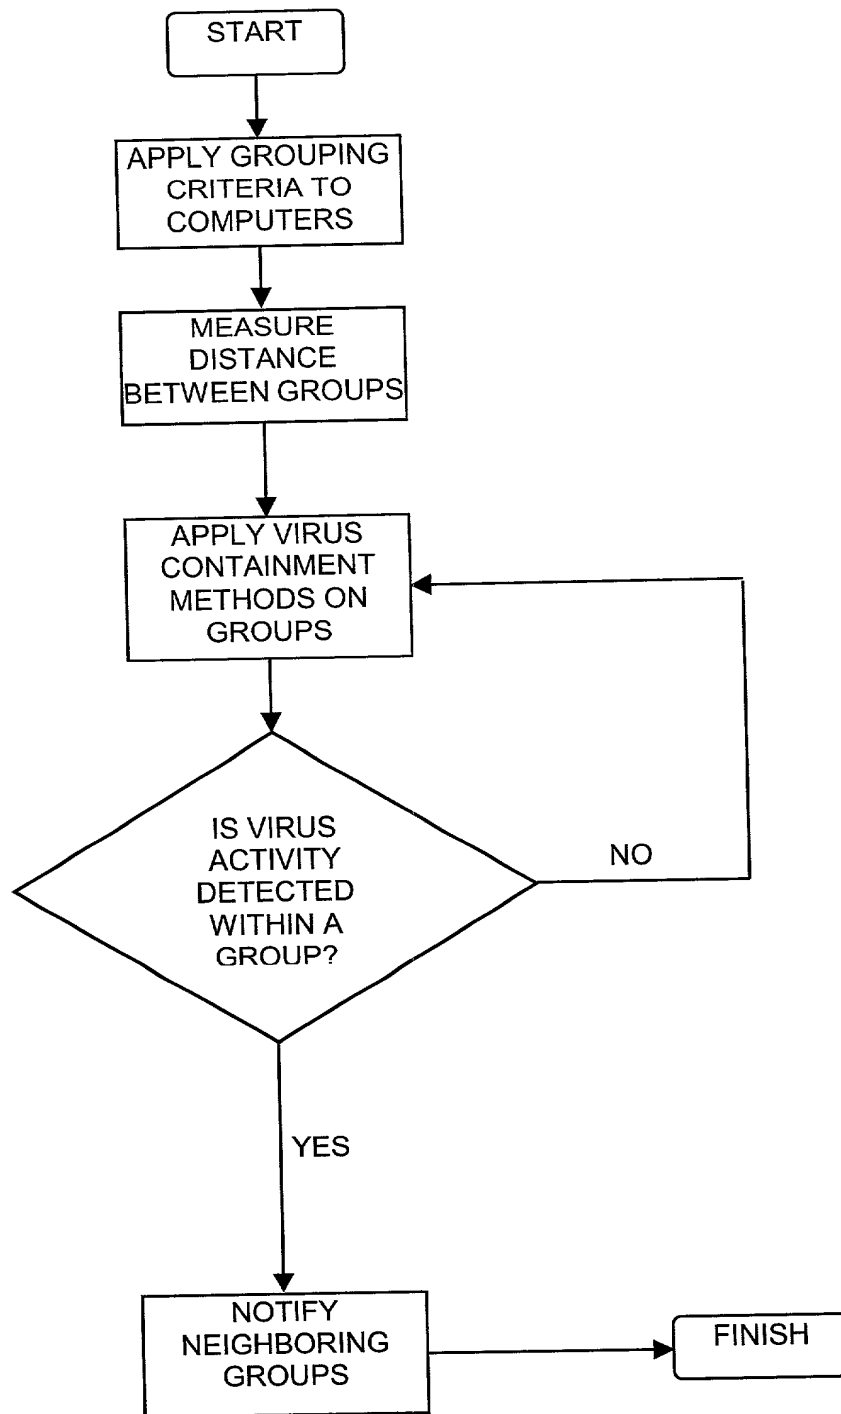 START
APPLY GROUPING
CRITERIA TO
COMPUTERS
MEASURE
DISTANCE
BETWEEN GROUPS
APPLY VIRUS
CONTAINMENT
METHODS ON
GROUPS
IS VIRUS
ACTIVITY
DETECTED
WITHIN A
GROUP?
NO
YES
NOTIFY
NEIGHBORING
GROUPS
FINISH